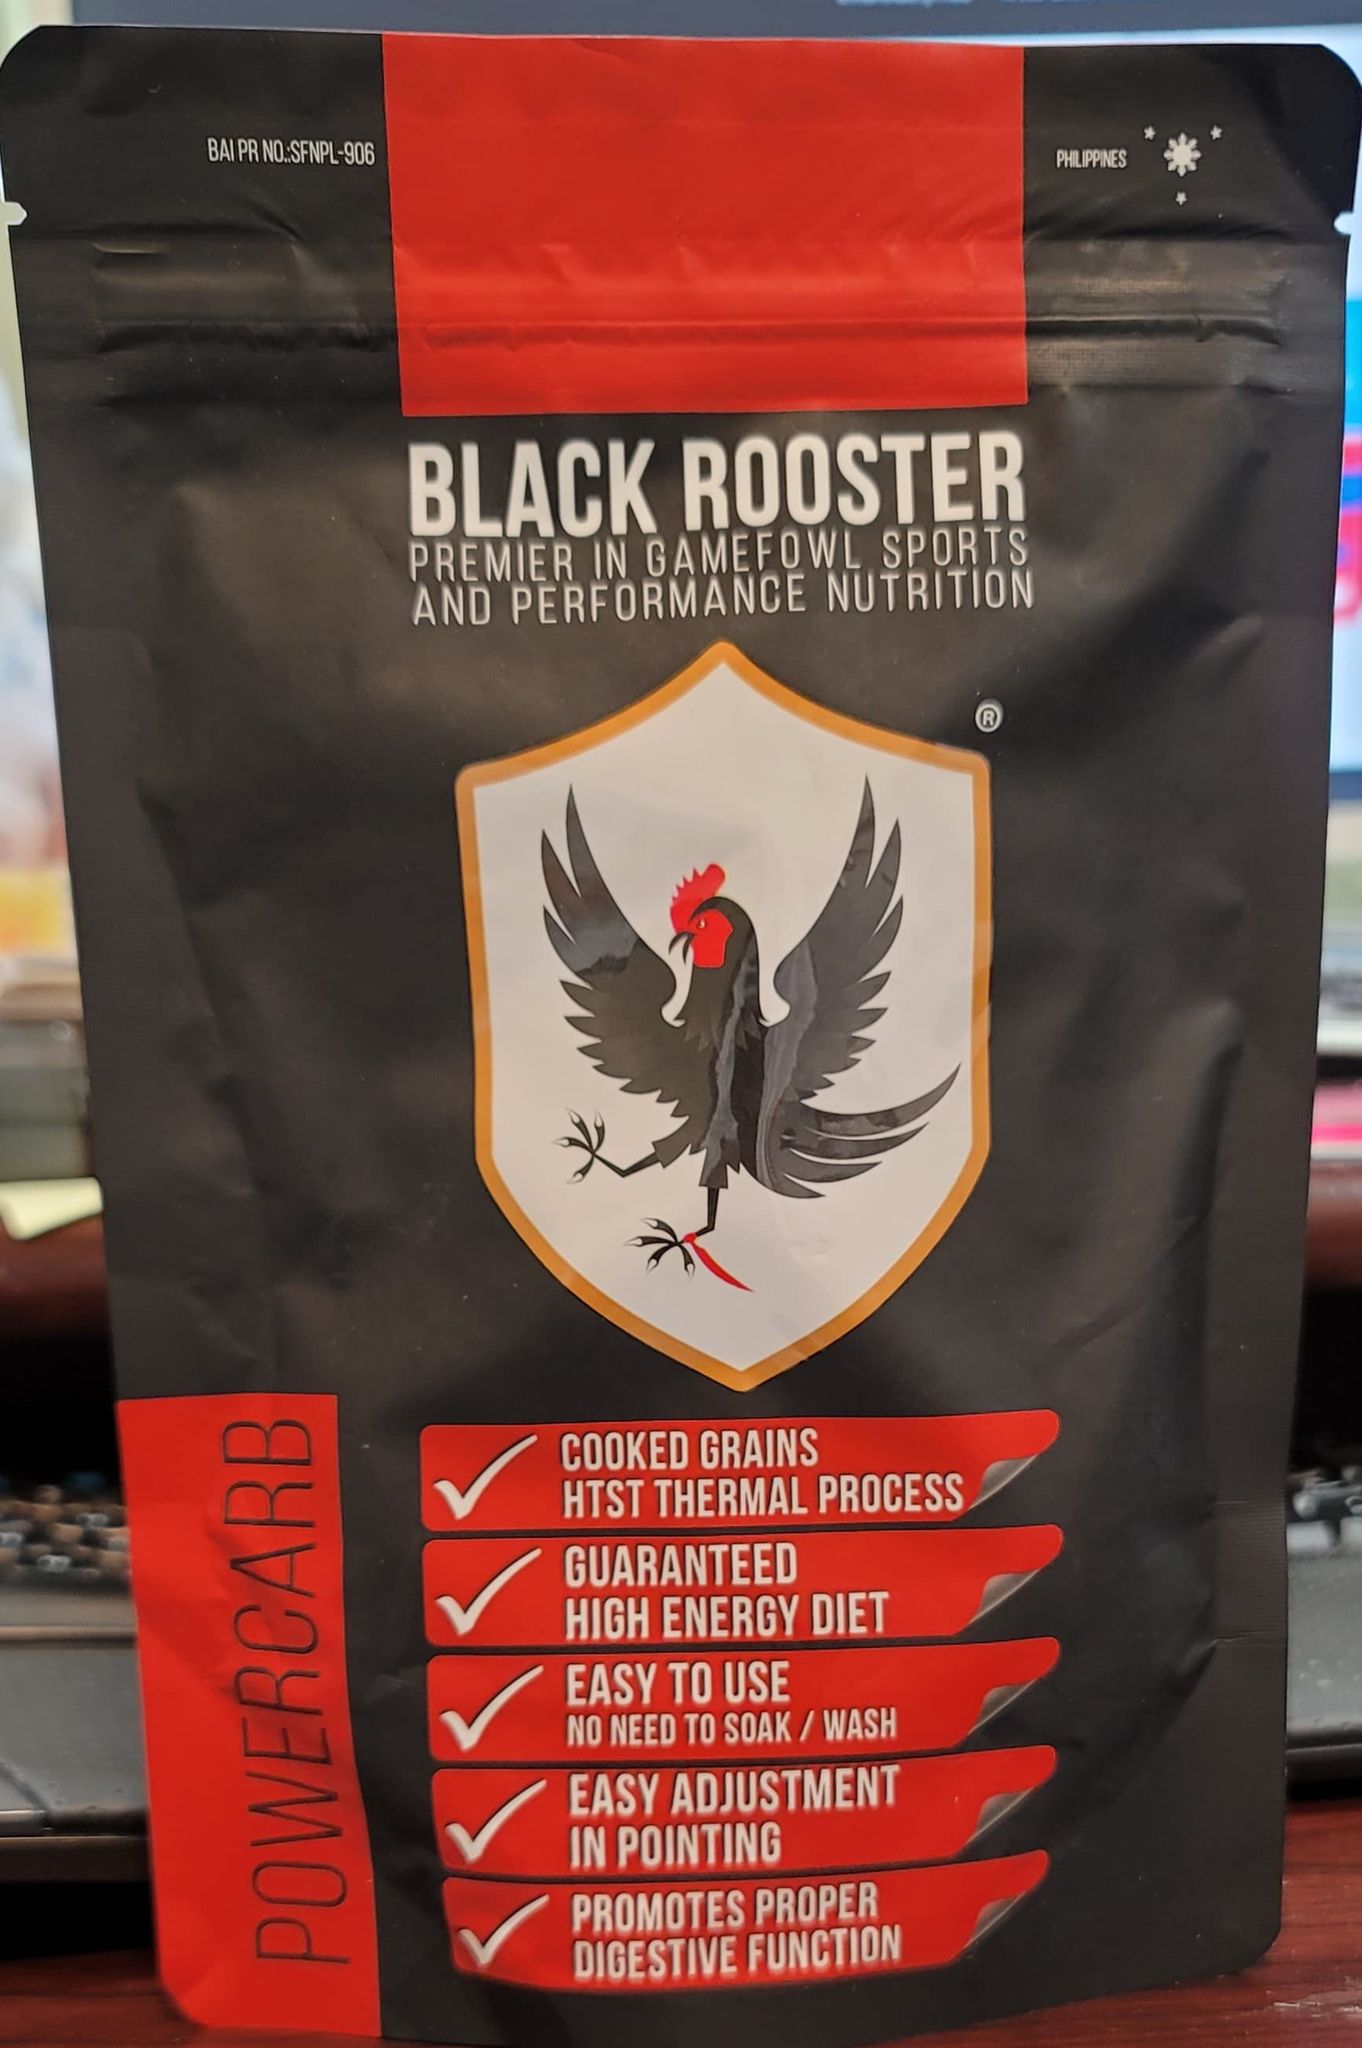 BAI PR NO.:SFNPL-906
PHILIPPINES
BLACK ROOSTER
PREMIER IN GAMEFOWL SPORTS
AND PERFORMANCE NUTRITION
®
POWERCARB
COOKED GRAINS
HTST THERMAL PROCESS
GUARANTEED
HIGH ENERGY DIET
EASY TO USE
NO NEED TO SOAK / WASH
EASY ADJUSTMENT
IN POINTING
PROMOTES PROPER
DIGESTIVE FUNCTION